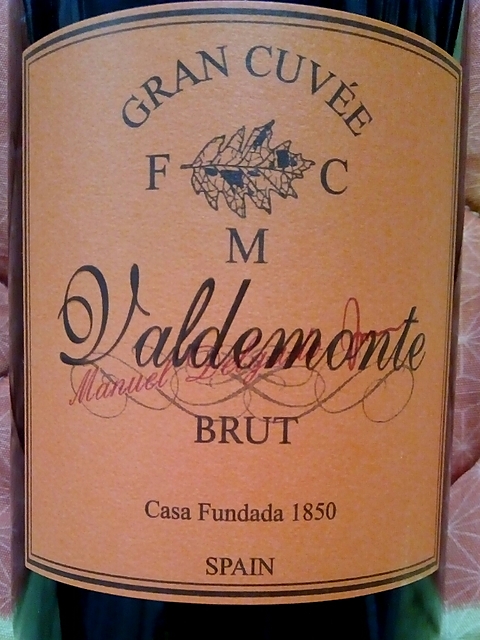 GRAN CUVÉE
F C
M
Valdemonte
Manuel
BRUT
Casa Fundada 1850
SPAIN